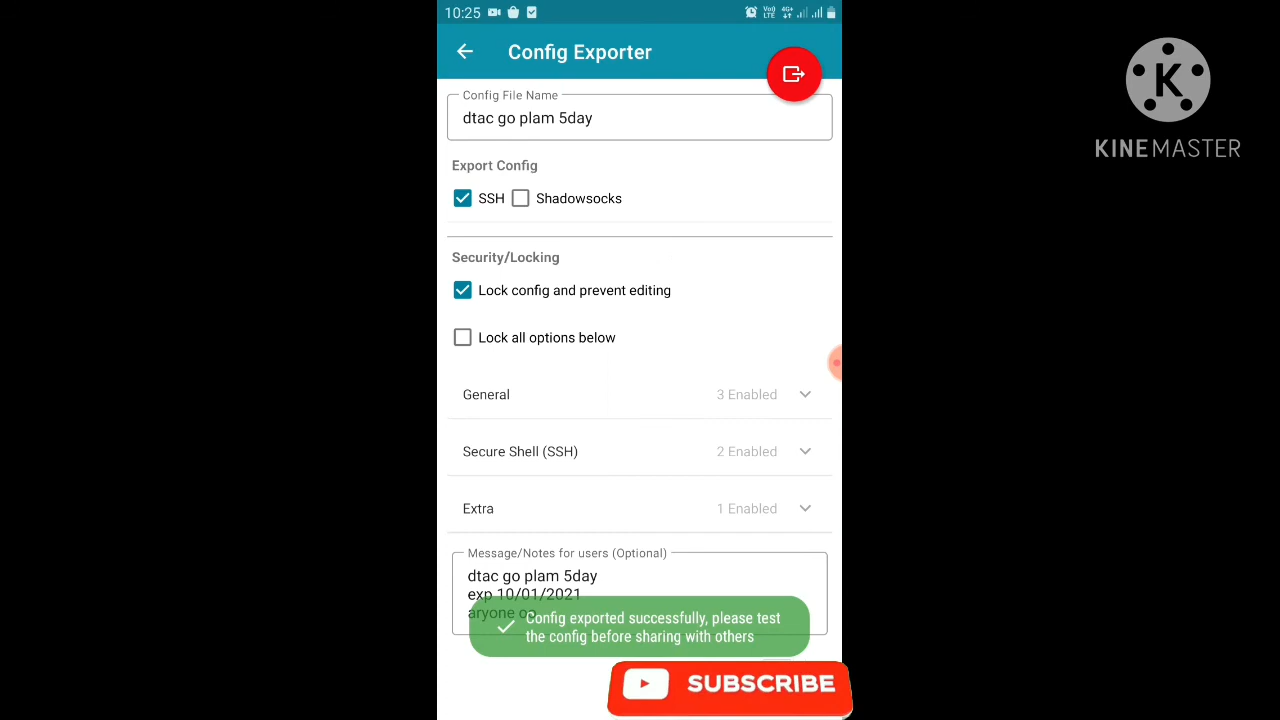 10:25
VoI) LTE 4G+
Config Exporter
Config File Name
dtac go plam 5day
Export Config
SSH
Shadowsocks
Security/Locking
Lock config and prevent editing
Lock all options below
General 3 Enabled
Secure Shell (SSH) 2 Enabled
Extra 1 Enabled
Message/Notes for users (Optional)
dtac go plam 5day
exp 10/01/2021
aryone
Config exported successfully, please test
the config before sharing with others
SUBSCRIBE
K
KINEMASTER